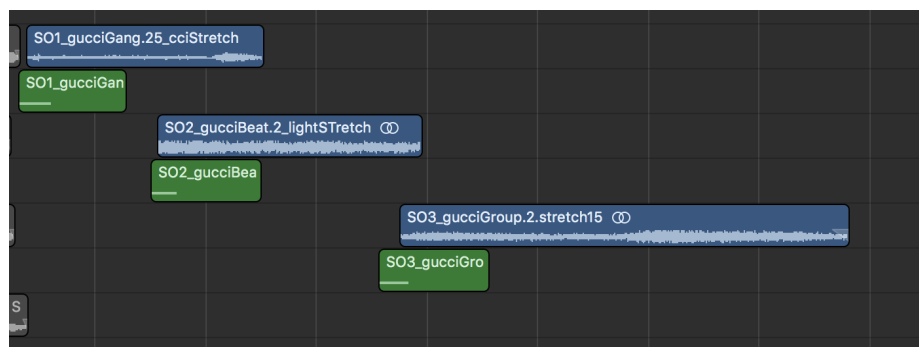 SO1_gucciGang.25_cciStretch
SO1_gucciGan
SO2_gucciBeat.2_lightSTretch
SO2_gucciBea
SO3_gucciGroup.2.stretch15
SO3_gucciGro
S